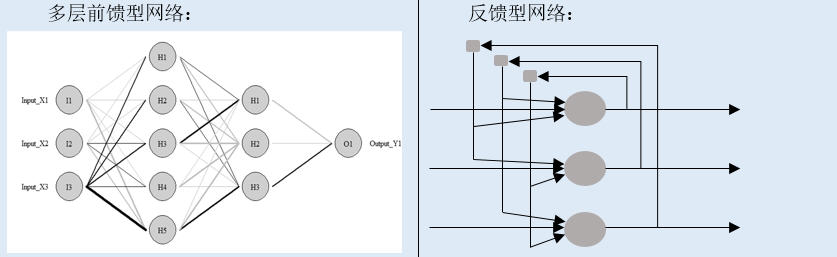 多层前馈型网络：
反馈型网络：
H1
Input_X1 I1 H2 H1
Input_X2 I2 H3 H2 O1 Output_Y1
Input_X3 I3 H4 H3
H5